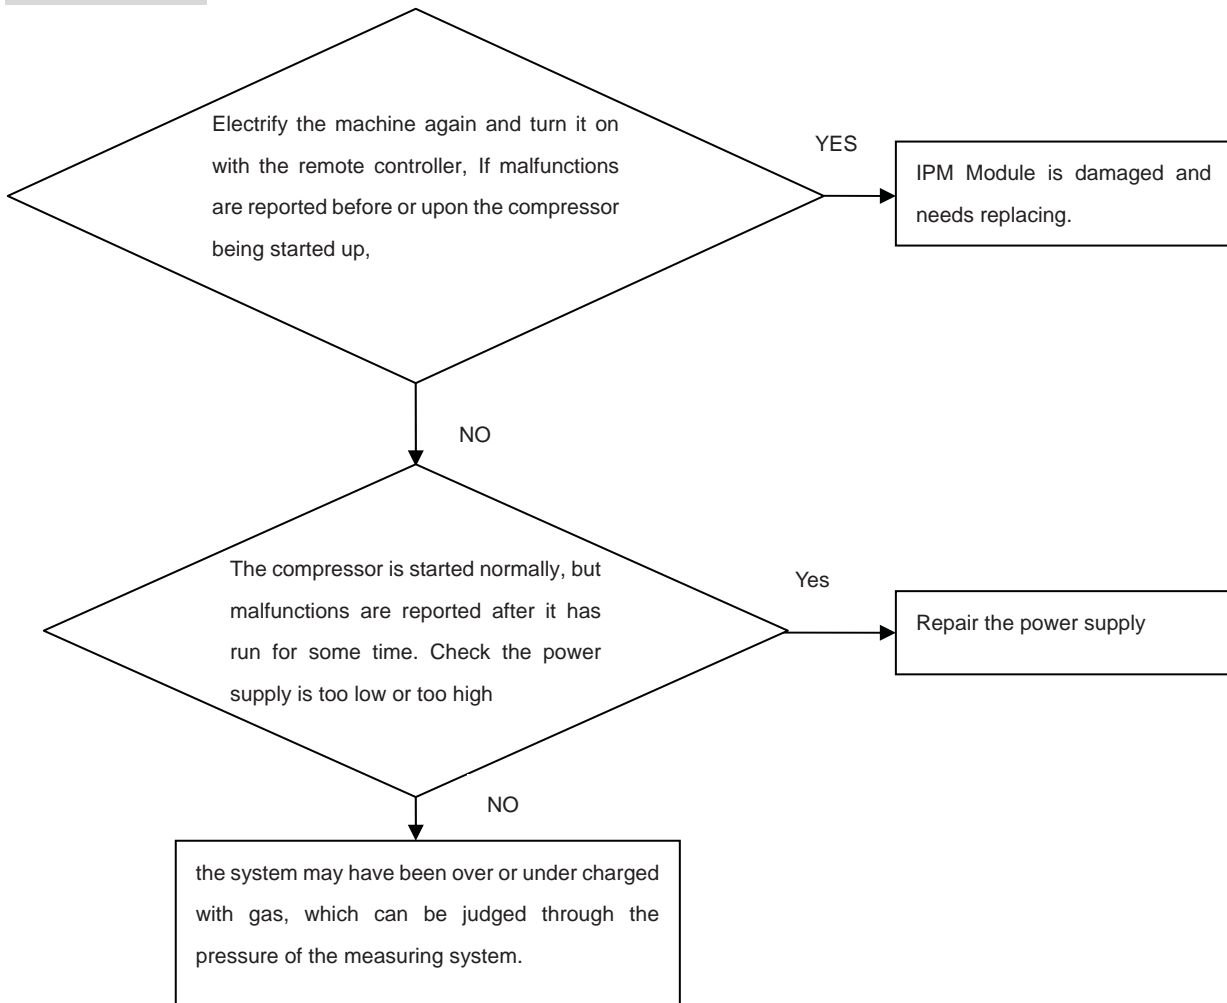 Electrify the machine again and turn it on
with the remote controller, If malfunctions
are reported before or upon the compressor
being started up,
YES
IPM Module is damaged and
needs replacing.
NO
The compressor is started normally, but
malfunctions are reported after it has
run for some time. Check the power
supply is too low or too high
Yes
Repair the power supply
NO
the system may have been over or under charged
with gas, which can be judged through the
pressure of the measuring system.